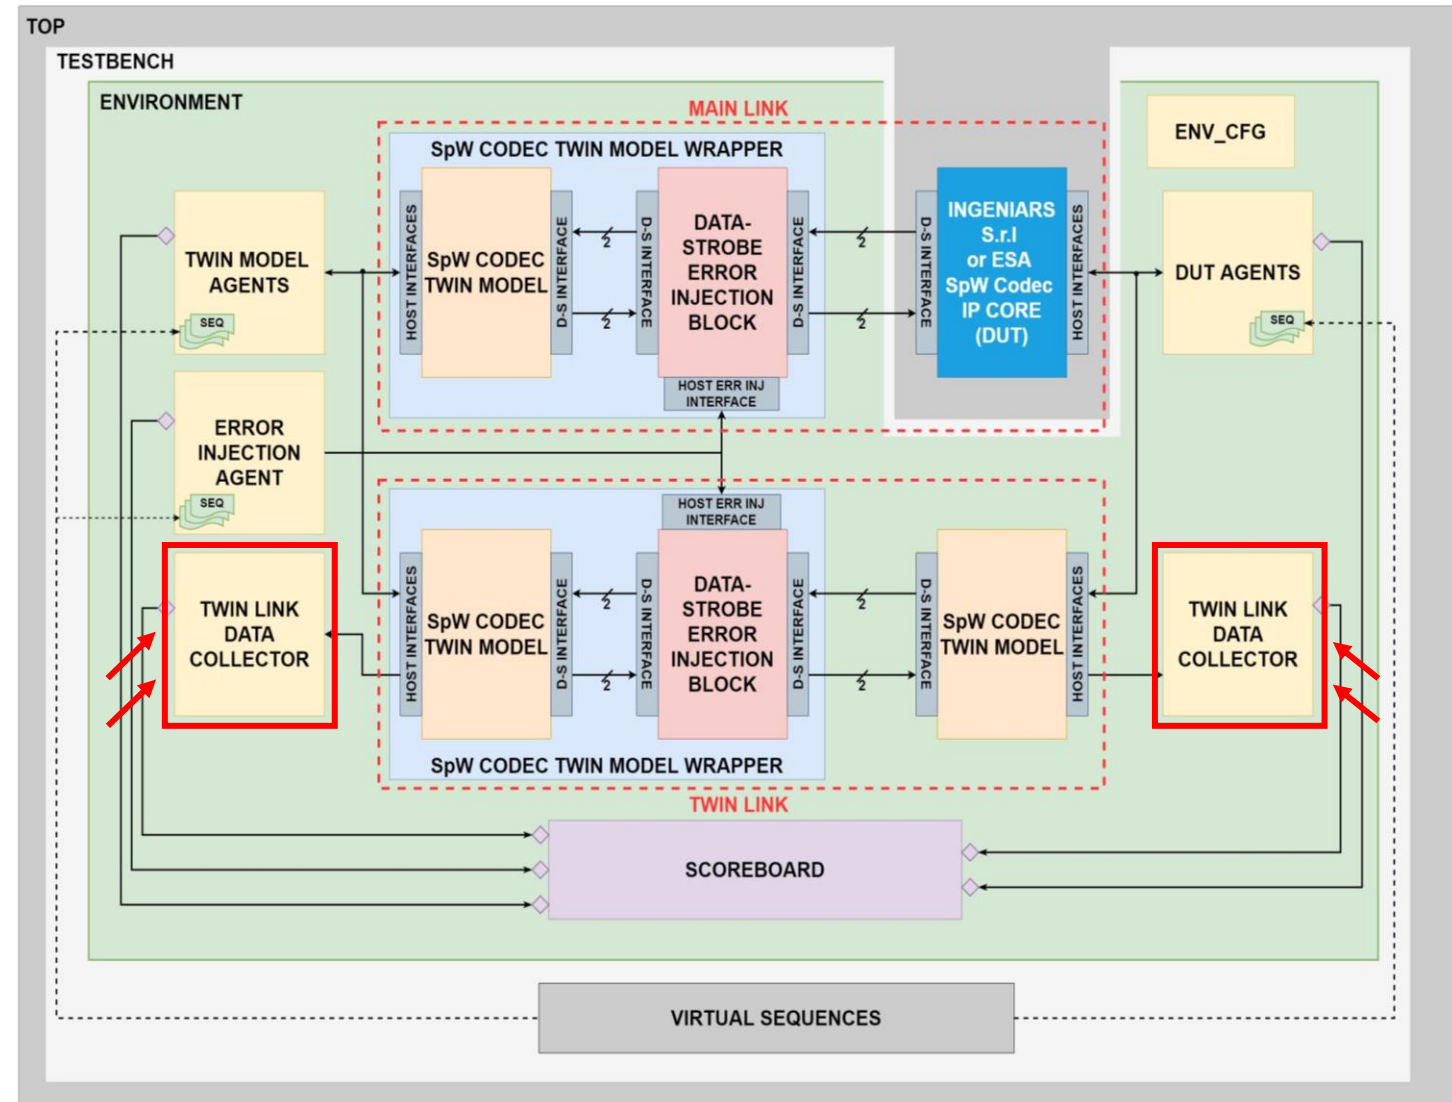 TOP
TESTBENCH
ENVIRONMENT
MAIN LINK
ENV_CFG
SpW CODEC TWIN MODEL WRAPPER
TWIN MODEL
AGENTS
SEQ
HOST INTERFACES
SpW CODEC
TWIN MODEL
D-S INTERFACE
2
2
D-S INTERFACE
DATA-
STROBE
ERROR
INJECTION
BLOCK
D-S INTERFACE
2
2
D-S INTERFACE
INGENIARS
S.r.l
or ESA
SpW Codec
IP CORE
(DUT)
HOST INTERFACES
DUT AGENTS
SEQ
HOST ERR INJ
INTERFACE
ERROR
INJECTION
AGENT
SEQ
HOST ERR INJ
INTERFACE
TWIN LINK
DATA
COLLECTOR
HOST INTERFACES
SpW CODEC
TWIN MODEL
D-S INTERFACE
2
2
D-S INTERFACE
DATA-
STROBE
ERROR
INJECTION
BLOCK
D-S INTERFACE
2
2
D-S INTERFACE
SpW CODEC
TWIN MODEL
HOST INTERFACES
TWIN LINK
DATA
COLLECTOR
SpW CODEC TWIN MODEL WRAPPER
TWIN LINK
SCOREBOARD
VIRTUAL SEQUENCES